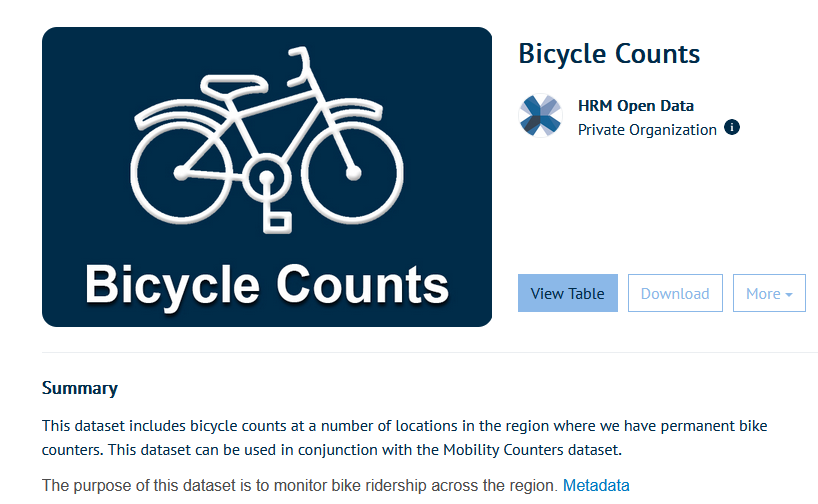 Bicycle Counts
Bicycle Counts
HRM Open Data
Private Organization i
View Table
Download
More
Summary
This dataset includes bicycle counts at a number of locations in the region where we have permanent bike
counters. This dataset can be used in conjunction with the Mobility Counters dataset.
The purpose of this dataset is to monitor bike ridership across the region. Metadata